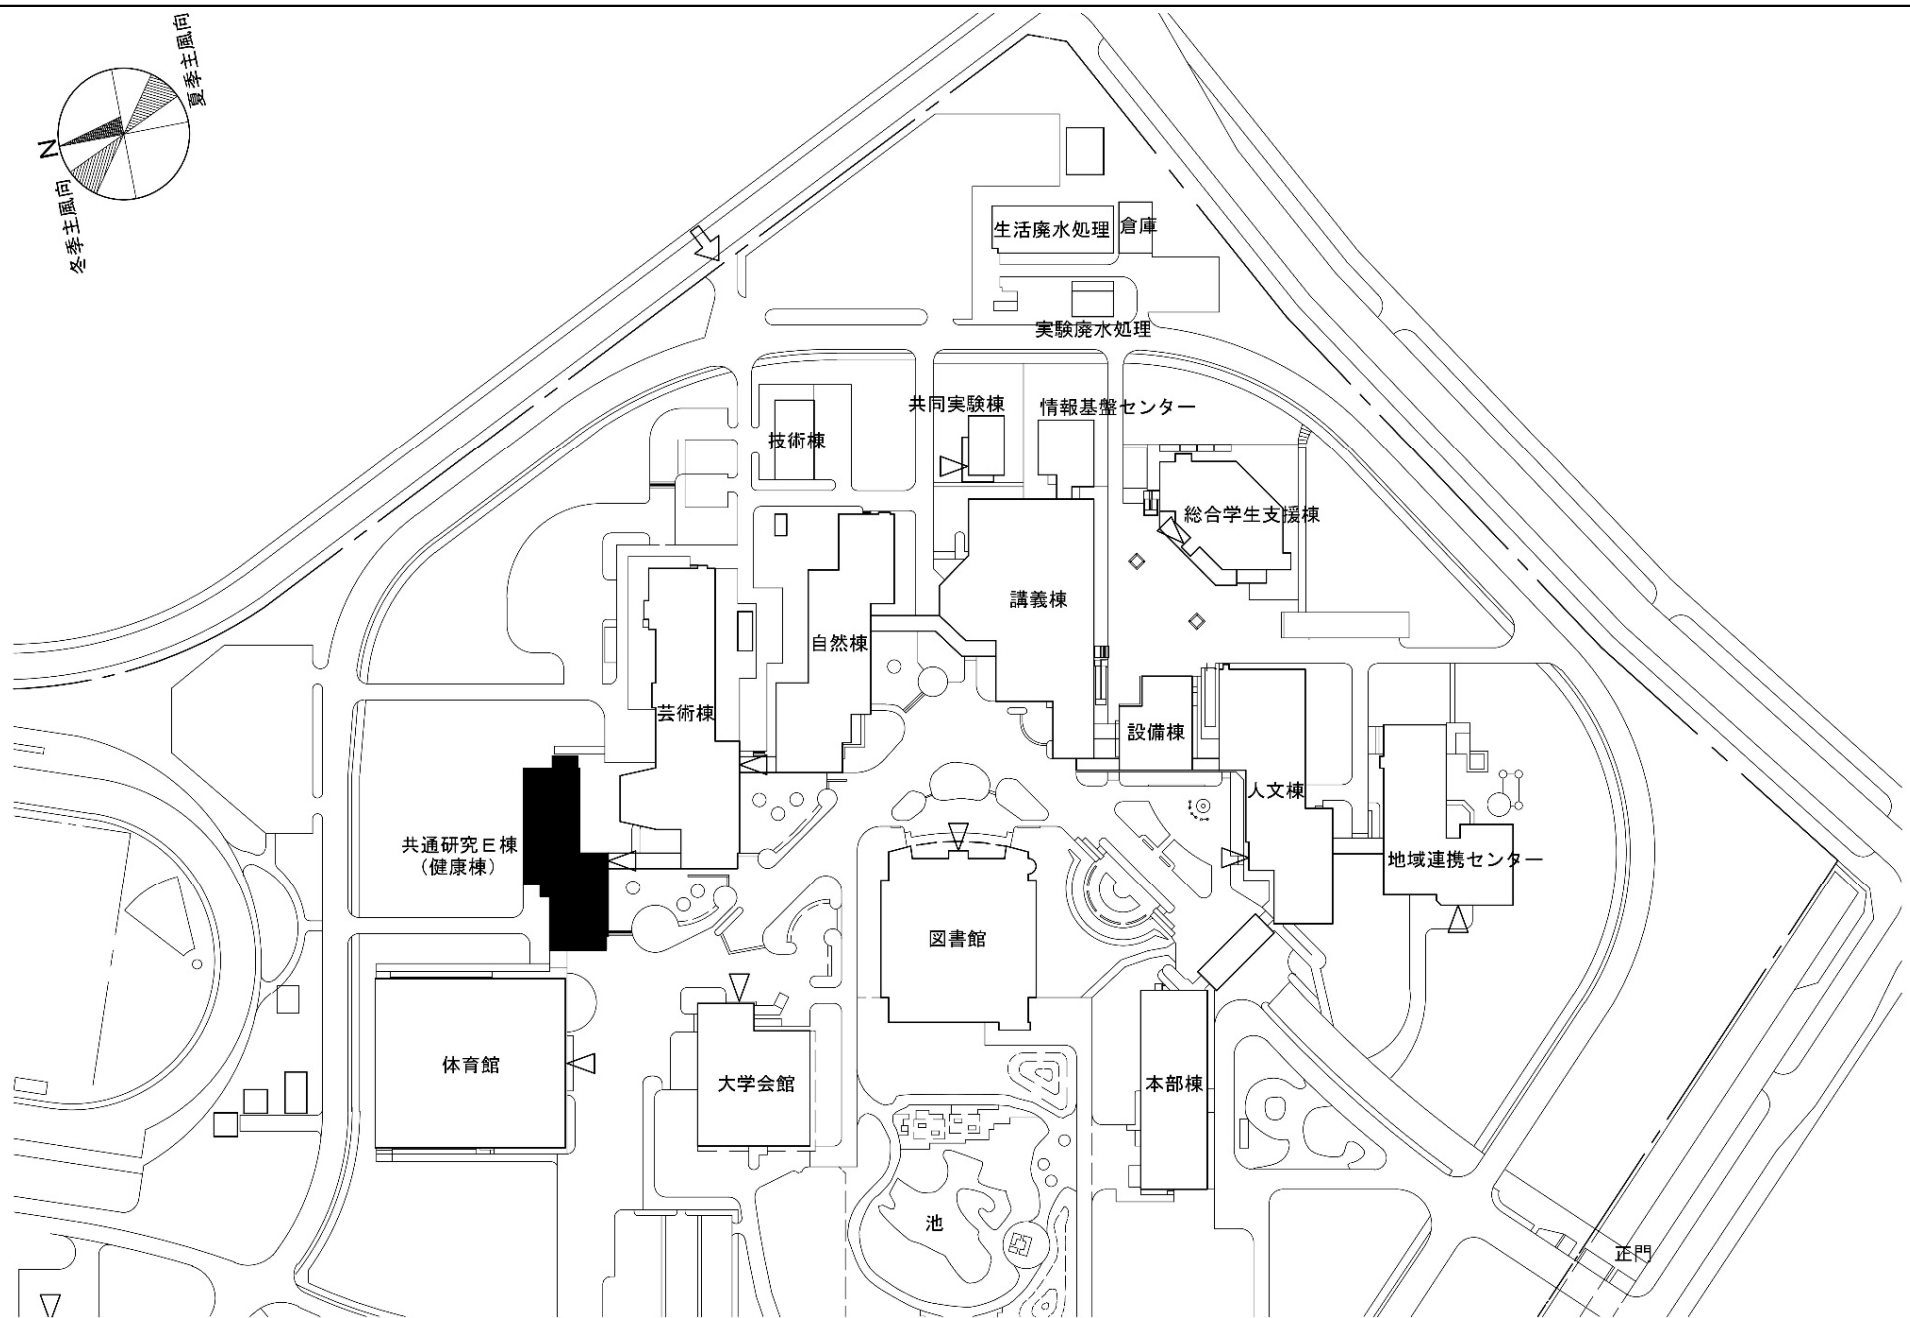 夏季主風向
N
冬季主風向
生活廃水処理
倉庫
実験廃水処理
共同実験棟
情報基盤センター
技術棟
総合学生支援棟
講義棟
自然棟
芸術棟
設備棟
人文棟
共通研究E棟
(健康棟)
地域連携センター
図書館
体育館
大学会館
本部棟
池
正門